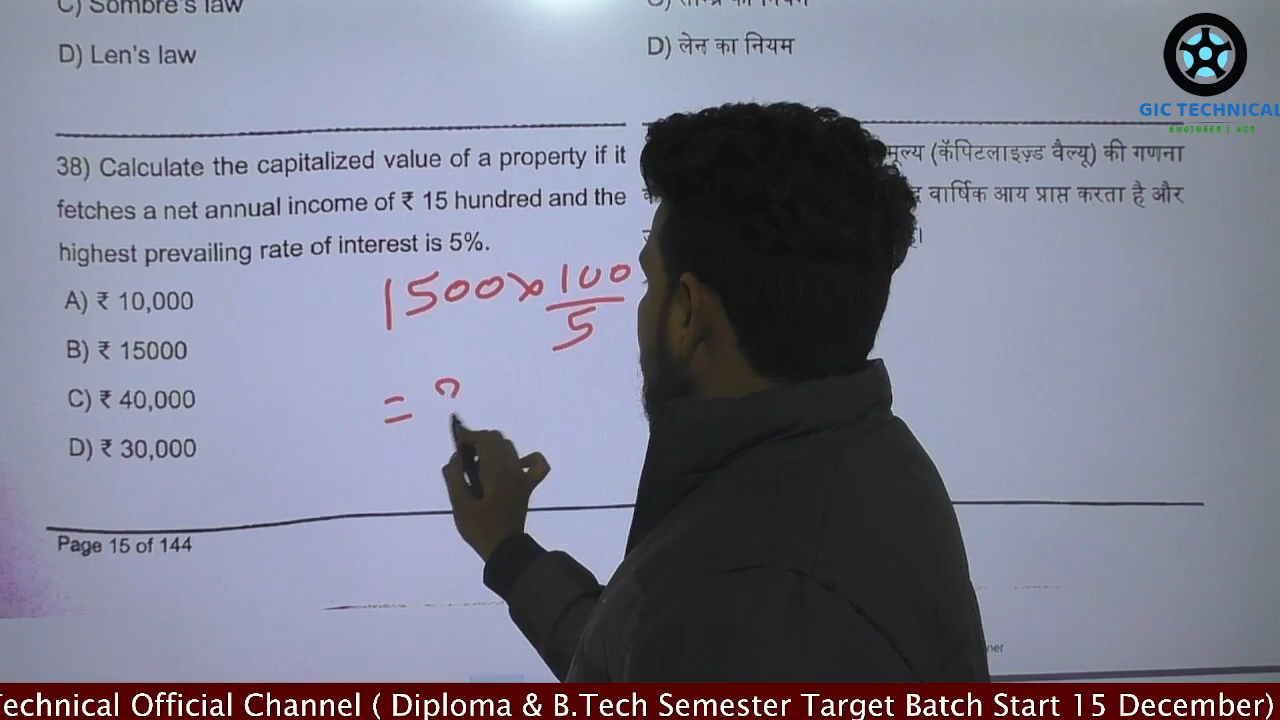 C) Sombre's law
D) Len's law
D) लेन का नियम
GIC TECHNICAL
ENGINEER'S HUB
38) Calculate the capitalized value of a property if it
fetches a net annual income of ₹ 15 hundred and the
highest prevailing rate of interest is 5%.
A) ₹ 10,000
B) ₹ 15000
C) ₹ 40,000
D) ₹ 30,000
मूल्य (कॅपिटलाइज़्ड वैल्यू) की गणना
वार्षिक आय प्राप्त करता है और
1500 × 100
5
=
Page 15 of 144
Technical Official Channel ( Diploma & B.Tech Semester Target Batch Start 15 December)